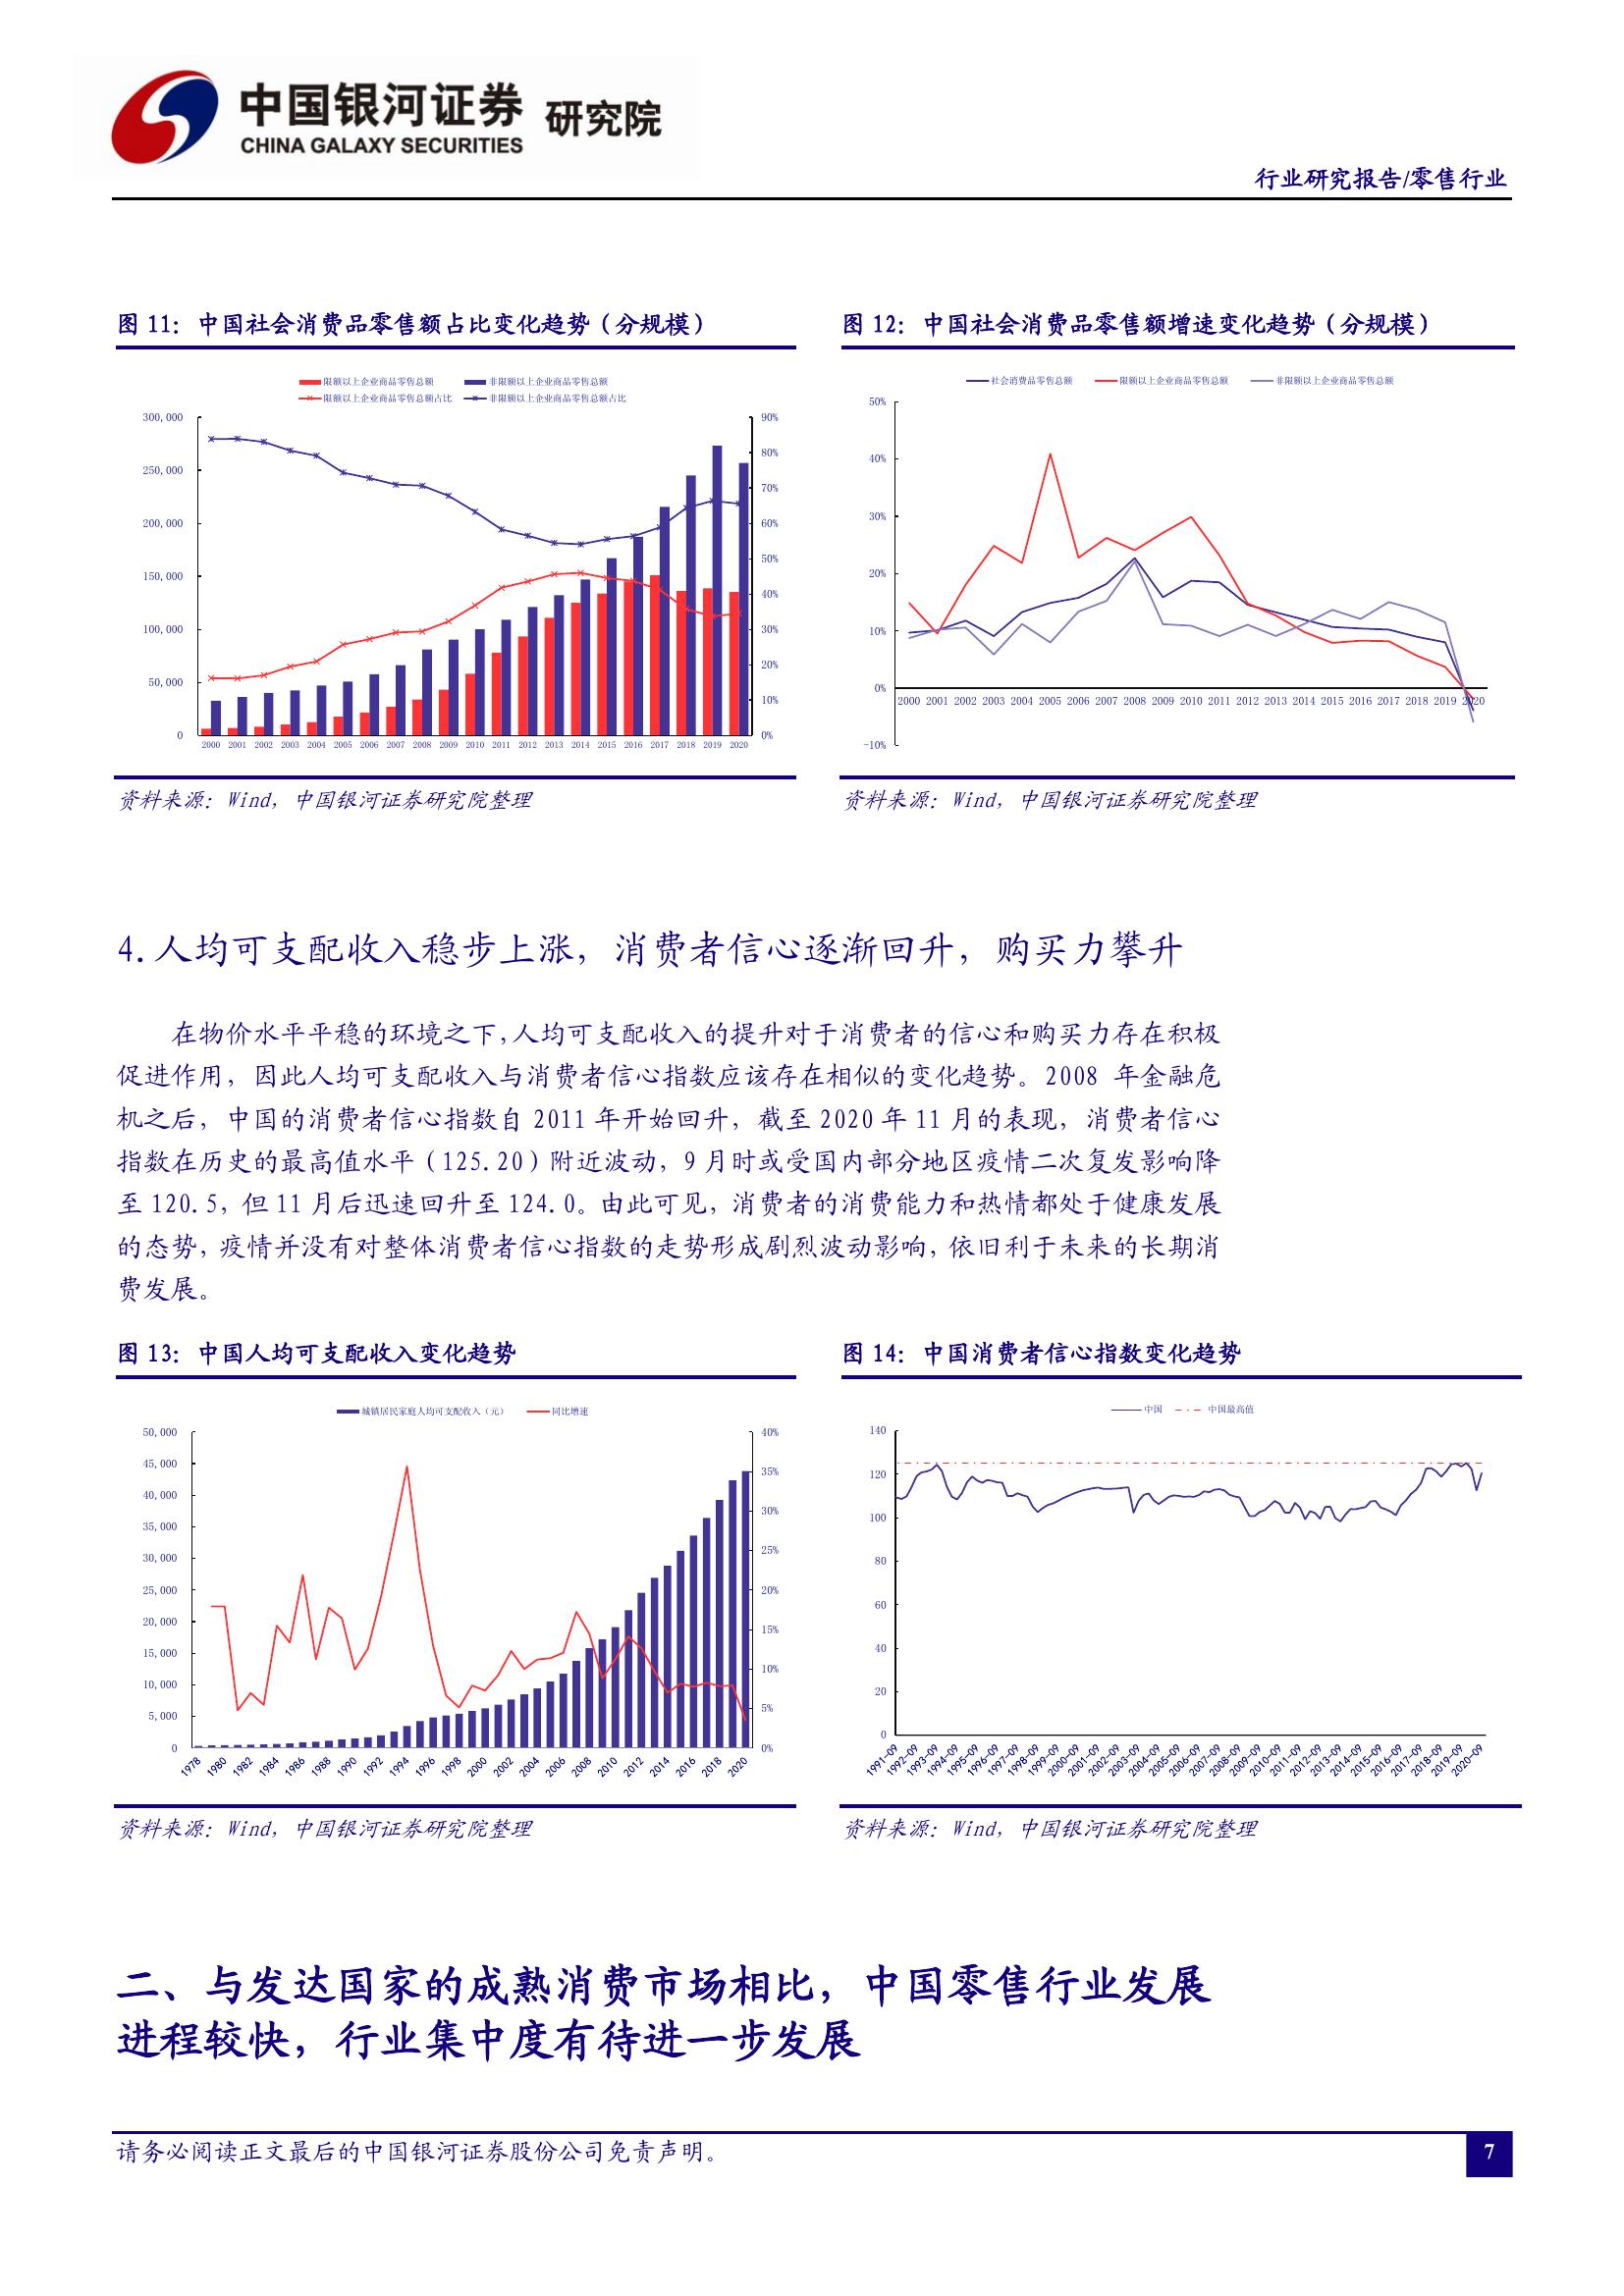 中国银河证券 研究院
CHINA GALAXY SECURITIES
行业研究报告/零售行业
图 11：中国社会消费品零售额占比变化趋势（分规模）
限额以上企业商品零售总额 非限额以上企业商品零售总额
限额以上企业商品零售总额占比 非限额以上企业商品零售总额占比
300,000 90%
80%
250,000
70%
200,000 60%
50%
150,000
40%
100,000 30%
20%
50,000
10%
0 0%
2000 2001 2002 2003 2004 2005 2006 2007 2008 2009 2010 2011 2012 2013 2014 2015 2016 2017 2018 2019 2020
资料来源：Wind，中国银河证券研究院整理
图 12：中国社会消费品零售额增速变化趋势（分规模）
社会消费品零售总额 限额以上企业商品零售总额 非限额以上企业商品零售总额
50%
40%
30%
20%
10%
0%
2000 2001 2002 2003 2004 2005 2006 2007 2008 2009 2010 2011 2012 2013 2014 2015 2016 2017 2018 2019 2020
-10%
资料来源：Wind，中国银河证券研究院整理
4.人均可支配收入稳步上涨，消费者信心逐渐回升，购买力攀升
在物价水平平稳的环境之下，人均可支配收入的提升对于消费者的信心和购买力存在积极
促进作用，因此人均可支配收入与消费者信心指数应该存在相似的变化趋势。2008 年金融危
机之后，中国的消费者信心指数自 2011 年开始回升，截至 2020 年 11 月的表现，消费者信心
指数在历史的最高值水平（125.20）附近波动，9 月时或受国内部分地区疫情二次复发影响降
至 120.5，但 11 月后迅速回升至 124.0。由此可见，消费者的消费能力和热情都处于健康发展
的态势，疫情并没有对整体消费者信心指数的走势形成剧烈波动影响，依旧利于未来的长期消
费发展。
图 13：中国人均可支配收入变化趋势
城镇居民家庭人均可支配收入（元） 同比增速
50,000 40%
45,000 35%
40,000
35,000 30%
30,000 25%
25,000 20%
20,000
15,000 15%
10,000 10%
5,000 5%
0 0%
1978 1980 1982 1984 1986 1988 1990 1992 1994 1996 1998 2000 2002 2004 2006 2008 2010 2012 2014 2016 2018 2020
资料来源：Wind，中国银河证券研究院整理
图 14：中国消费者信心指数变化趋势
中国 中国最高值
140
120
100
80
60
40
20
0
1991-09 1992-09 1993-09 1994-09 1995-09 1996-09 1997-09 1998-09 1999-09 2000-09 2001-09 2002-09 2003-09 2004-09 2005-09 2006-09 2007-09 2008-09 2009-09 2010-09 2011-09 2012-09 2013-09 2014-09 2015-09 2016-09 2017-09 2018-09 2019-09 2020-09
资料来源：Wind，中国银河证券研究院整理
二、与发达国家的成熟消费市场相比，中国零售行业发展
进程较快，行业集中度有待进一步发展
请务必阅读正文最后的中国银河证券股份公司免责声明。
7